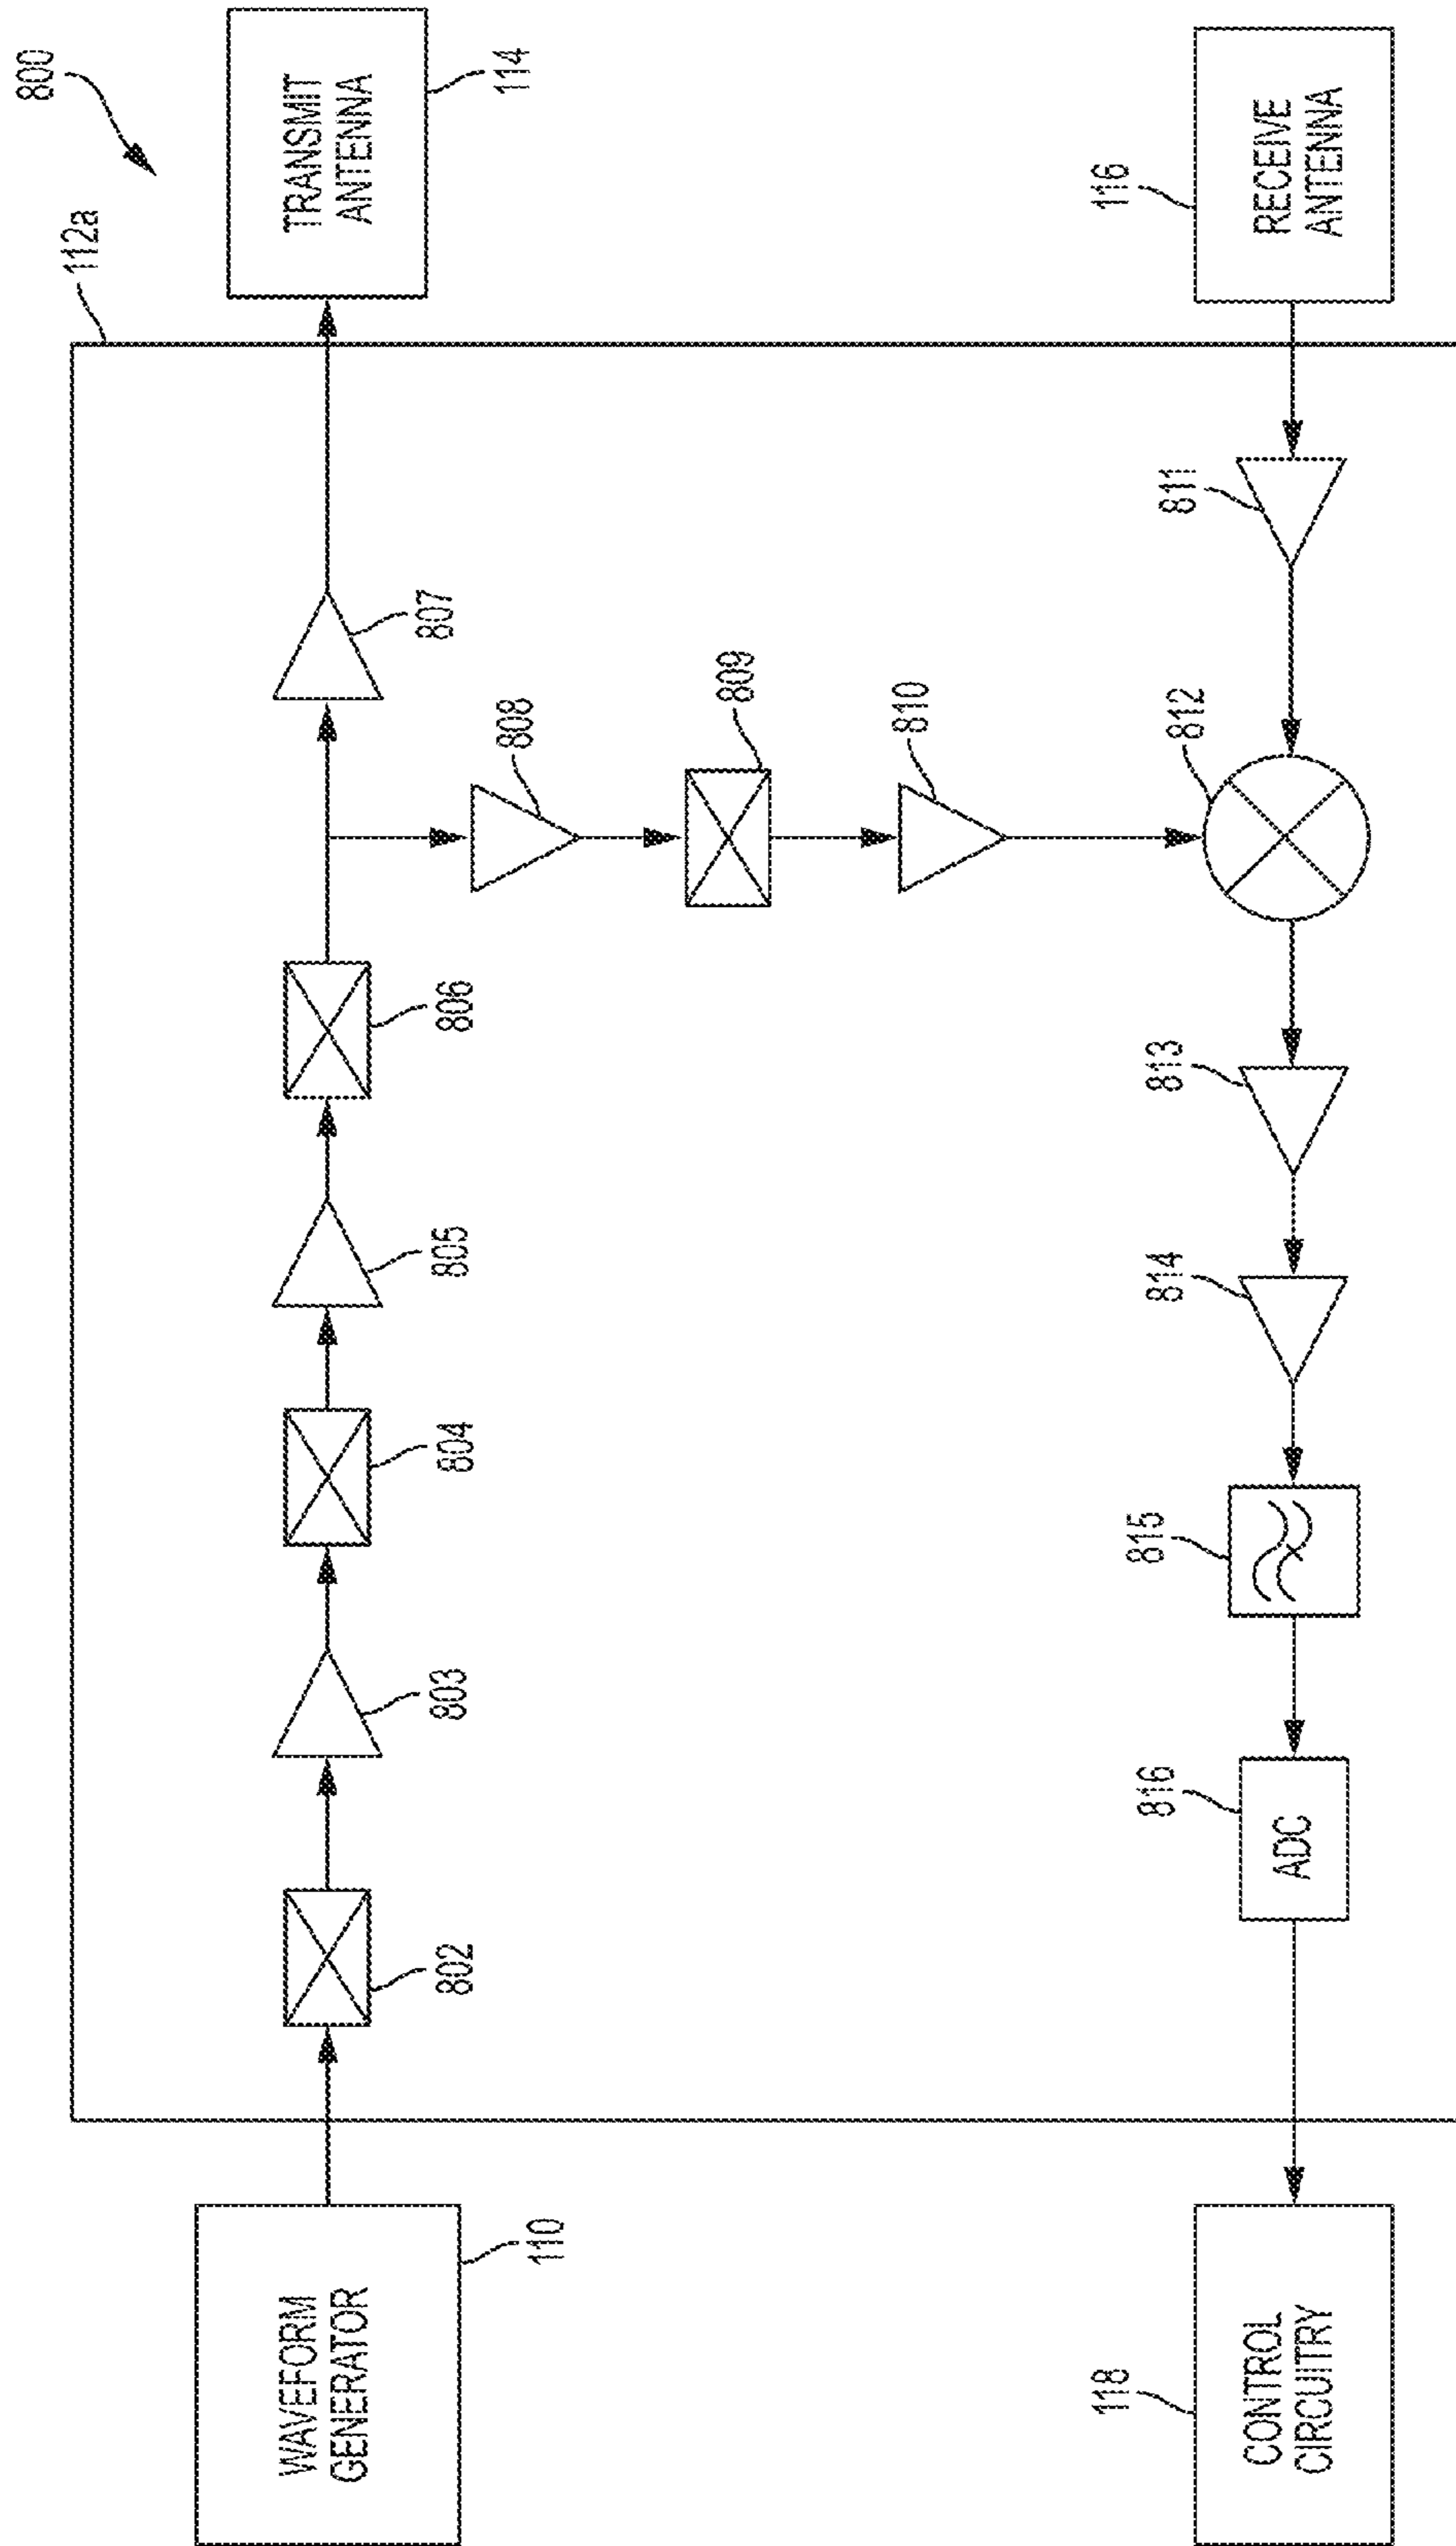 800
112a
WAVEFORM
GENERATOR
110
802
803
804
805
806
807
TRANSMIT
ANTENNA
114
808
809
810
CONTROL
CIRCUITRY
118
ADC
816
815
814
813
812
811
RECEIVE
ANTENNA
116